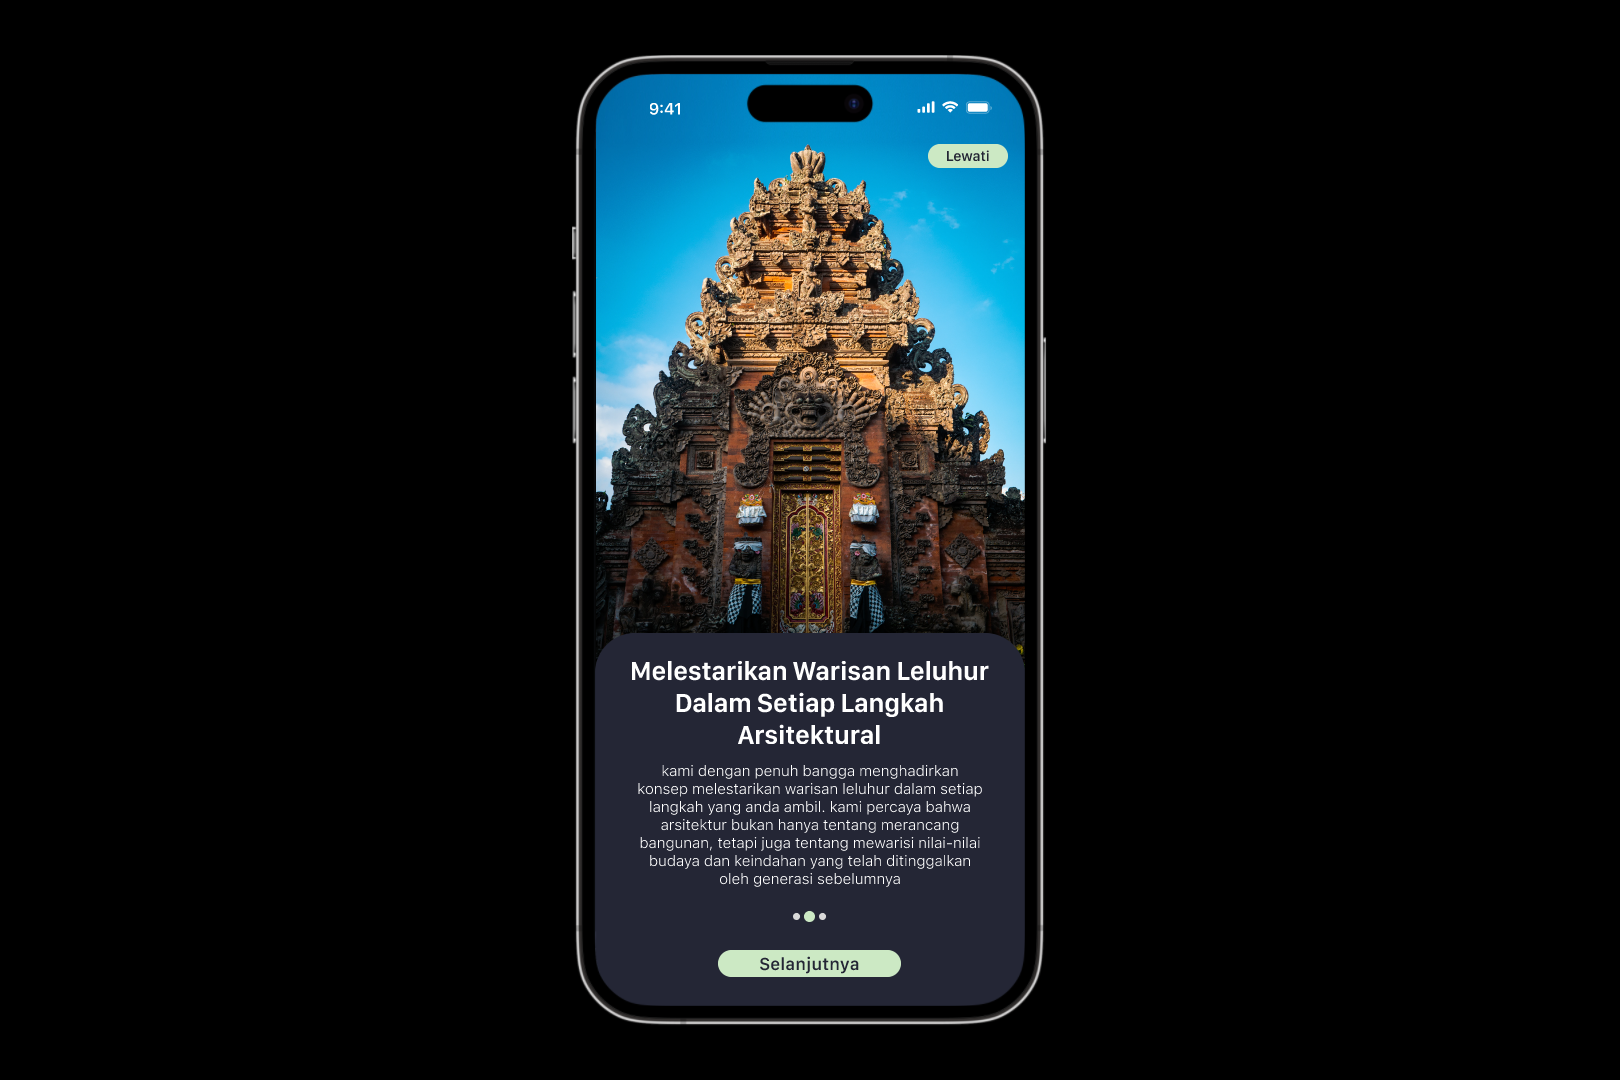 9:41
Lewati
Melestarikan Warisan Leluhur
Dalam Setiap Langkah
Arsitektural
kami dengan penuh bangga menghadirkan
konsep melestarikan warisan leluhur dalam setiap
langkah yang anda ambil. kami percaya bahwa
arsitektur bukan hanya tentang merancang
bangunan, tetapi juga tentang mewarisi nilai-nilai
budaya dan keindahan yang telah ditinggalkan
oleh generasi sebelumnya
Selanjutnya